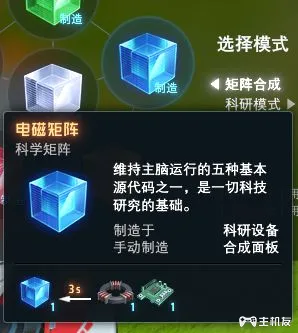 制造
选择模式
制造
矩阵合成
科研模式
电磁矩阵
科学矩阵
维持主脑运行的五种基本
源代码之一，是一切科技
研究的基础。
制造于 科研设备
手动制造 合成面板
3s
1 1 1
主机友